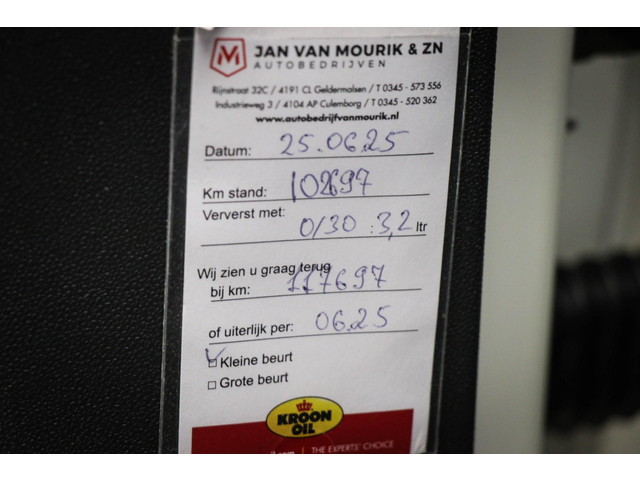 JAN VAN MOURIK & ZN
AUTOBEDRIJVEN
Rijnstraat 32C / 4191 CL Geldermalsen / T 0345 - 573 556
Industrieweg 3 / 4104 AP Culemborg / T 0345 - 520 362
www.autobedrijfvanmourik.nl
Datum: 25.06.25
Km stand: 102697
Ververst met: 0/30 : 3,2 ltr
Wij zien u graag terug
bij km: 117697
of uiterlijk per: 06.25
Kleine beurt
Grote beurt
KROON
OIL
THE EXPERTS' CHOICE